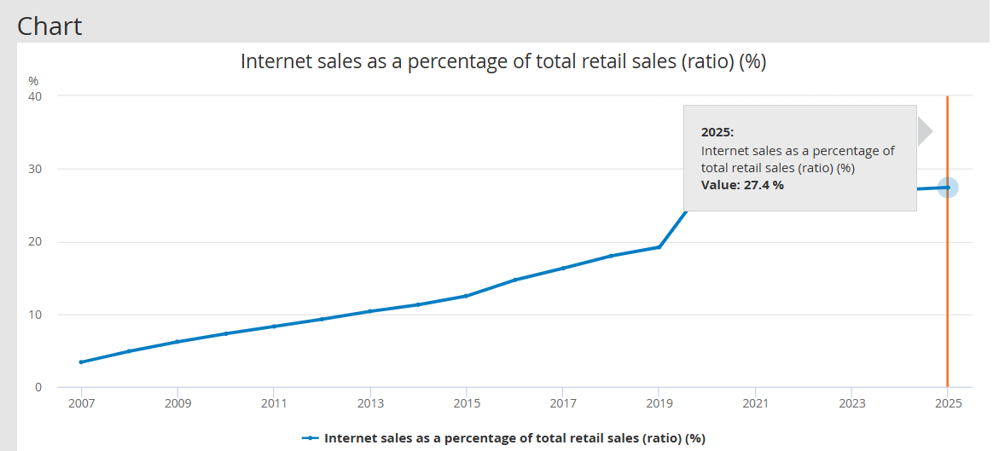 Chart
Internet sales as a percentage of total retail sales (ratio) (%)
%
40
30
20
10
0
2025:
Internet sales as a percentage of
total retail sales (ratio) (%)
Value: 27.4 %
2007 2009 2011 2013 2015 2017 2019 2021 2023 2025
Internet sales as a percentage of total retail sales (ratio) (%)